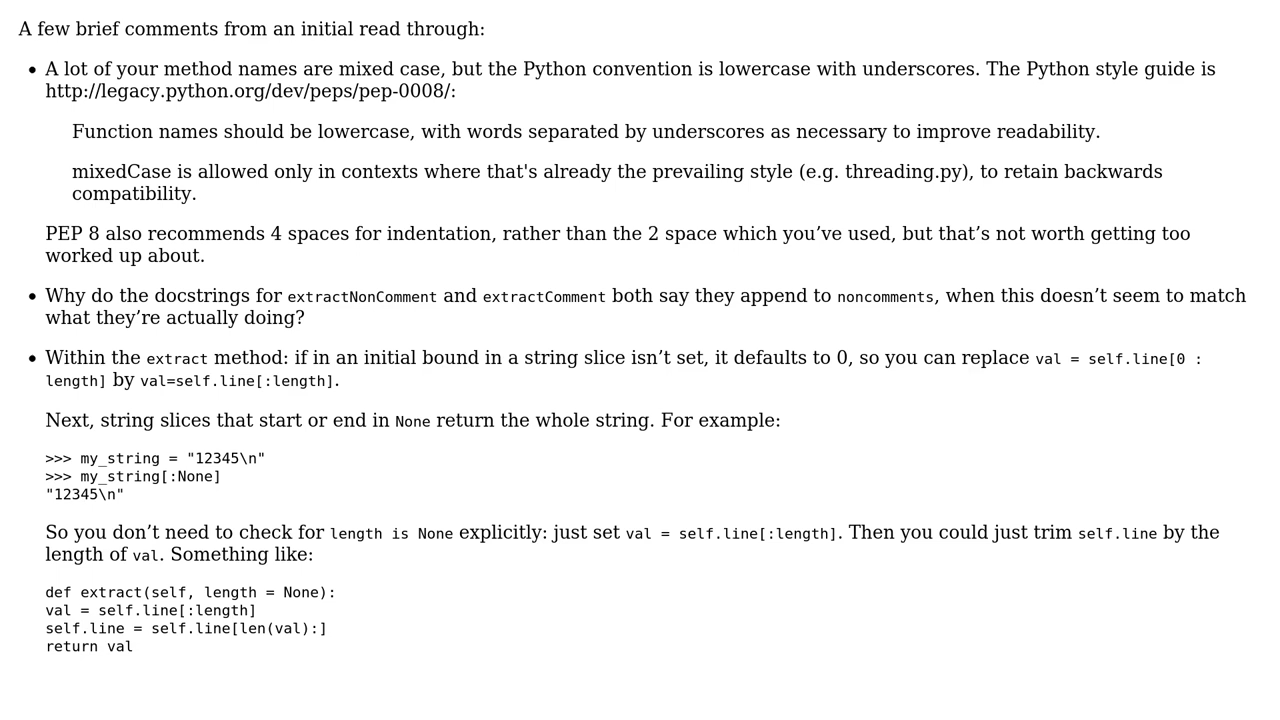 A few brief comments from an initial read through:
• A lot of your method names are mixed case, but the Python convention is lowercase with underscores. The Python style guide is
http://legacy.python.org/dev/peps/pep-0008/:
Function names should be lowercase, with words separated by underscores as necessary to improve readability.
mixedCase is allowed only in contexts where that's already the prevailing style (e.g. threading.py), to retain backwards
compatibility.
PEP 8 also recommends 4 spaces for indentation, rather than the 2 space which you’ve used, but that’s not worth getting too
worked up about.
• Why do the docstrings for extractNonComment and extractComment both say they append to noncomments, when this doesn’t seem to match
what they’re actually doing?
• Within the extract method: if in an initial bound in a string slice isn’t set, it defaults to 0, so you can replace val = self.line[0 :
length] by val=self.line[:length].
Next, string slices that start or end in None return the whole string. For example:
>>> my_string = "12345\n"
>>> my_string[:None]
"12345\n"
So you don’t need to check for length is None explicitly: just set val = self.line[:length]. Then you could just trim self.line by the
length of val. Something like:
def extract(self, length = None):
val = self.line[:length]
self.line = self.line[len(val):]
return val